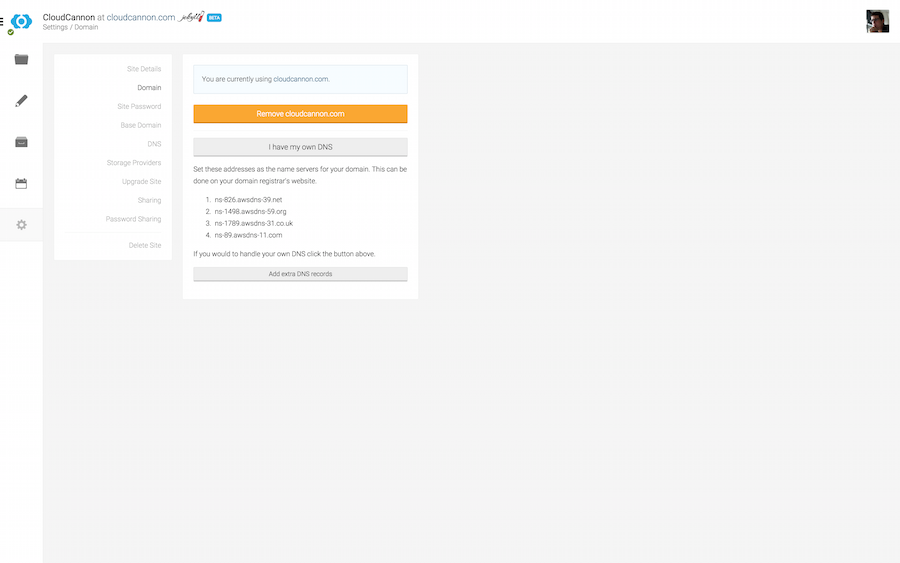 CloudCannon at cloudcannon.com jekyll BETA
Settings / Domain
Site Details
Domain
Site Password
Base Domain
DNS
Storage Providers
Upgrade Site
Sharing
Password Sharing
Delete Site
You are currently using cloudcannon.com.
Remove cloudcannon.com
I have my own DNS
Set these addresses as the name servers for your domain. This can be
done on your domain registrar's website.
1. ns-826.awsdns-39.net
2. ns-1498.awsdns-59.org
3. ns-1789.awsdns-31.co.uk
4. ns-89.awsdns-11.com
If you would to handle your own DNS click the button above.
Add extra DNS records